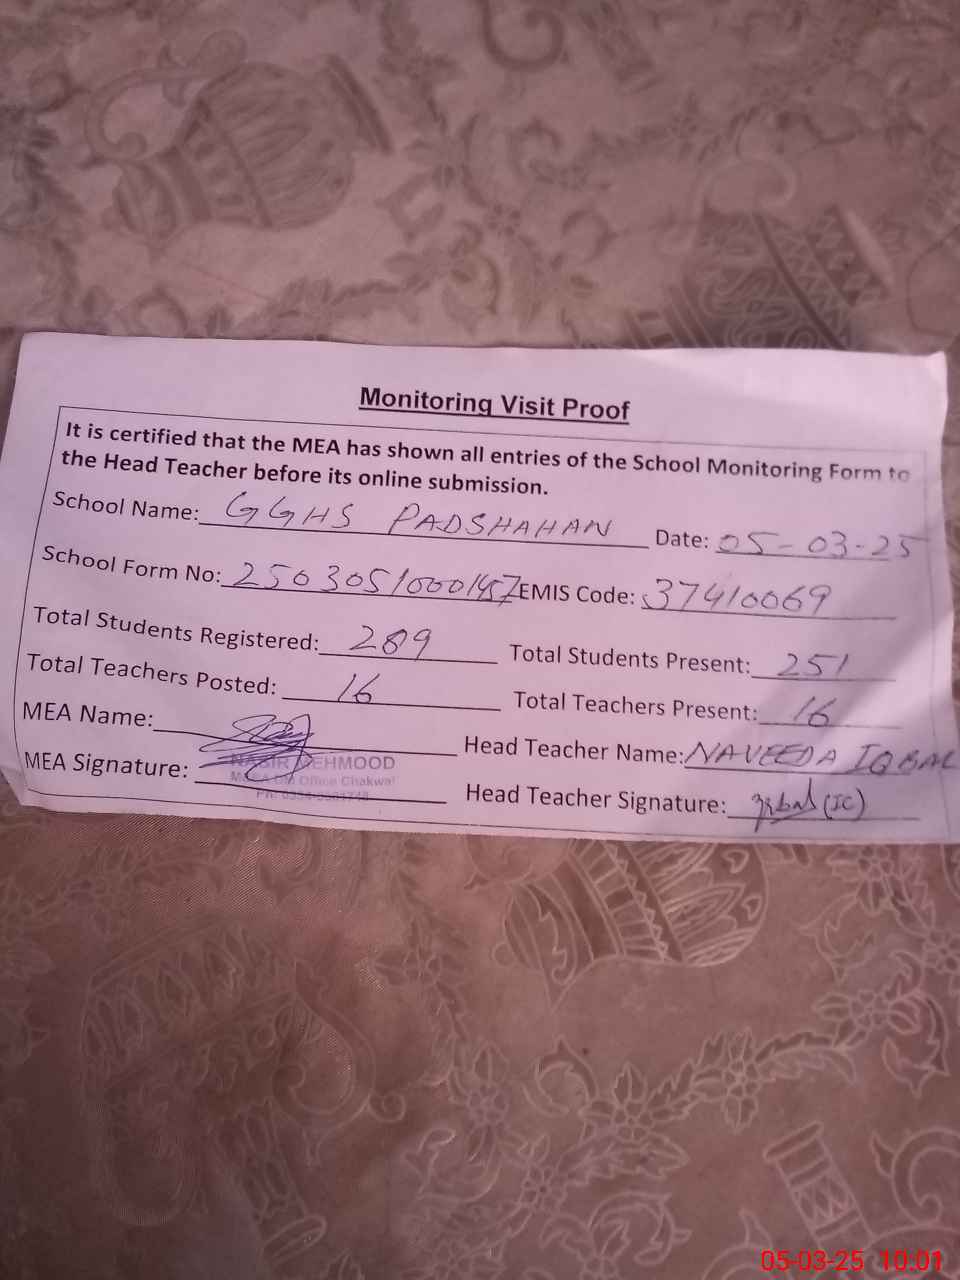 Monitoring Visit Proof
It is certified that the MEA has shown all entries of the School Monitoring Form to
the Head Teacher before its online submission.
School Name: GGHS PADSHAHAN Date: 05-03-25
School Form No: EMIS Code: 37410069
Total Students Registered: 289 Total Students Present: 251
Total Teachers Posted: 16 Total Teachers Present: 16
MEA Name: Head Teacher Name: NAVEEDA IQBAL
NASIR MEHMOOD
MEA Signature: Office Chakwal
Head Teacher Signature: Iqbal (IC)
05-03-25 10:01